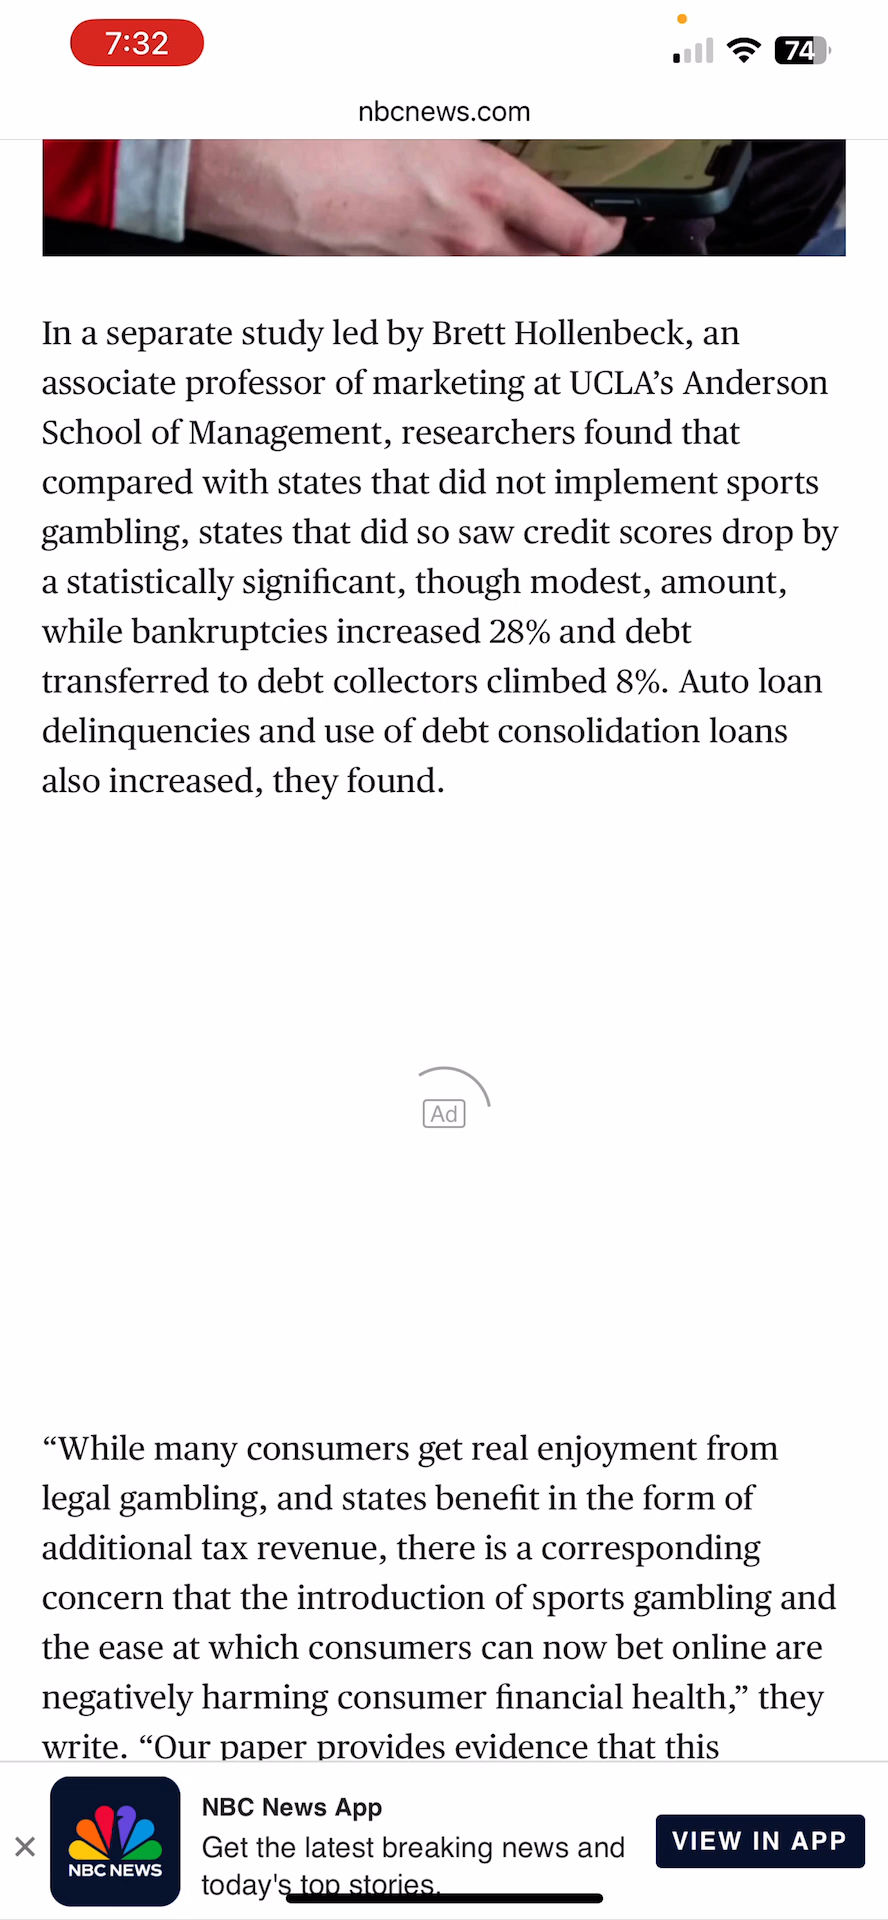 7:32
74
nbcnews.com
In a separate study led by Brett Hollenbeck, an
associate professor of marketing at UCLA’s Anderson
School of Management, researchers found that
compared with states that did not implement sports
gambling, states that did so saw credit scores drop by
a statistically significant, though modest, amount,
while bankruptcies increased 28% and debt
transferred to debt collectors climbed 8%. Auto loan
delinquencies and use of debt consolidation loans
also increased, they found.
Ad
“While many consumers get real enjoyment from
legal gambling, and states benefit in the form of
additional tax revenue, there is a corresponding
concern that the introduction of sports gambling and
the ease at which consumers can now bet online are
negatively harming consumer financial health,” they
write. “Our paper provides evidence that this
NBC News App
Get the latest breaking news and
today's top stories.
NBC NEWS
VIEW IN APP